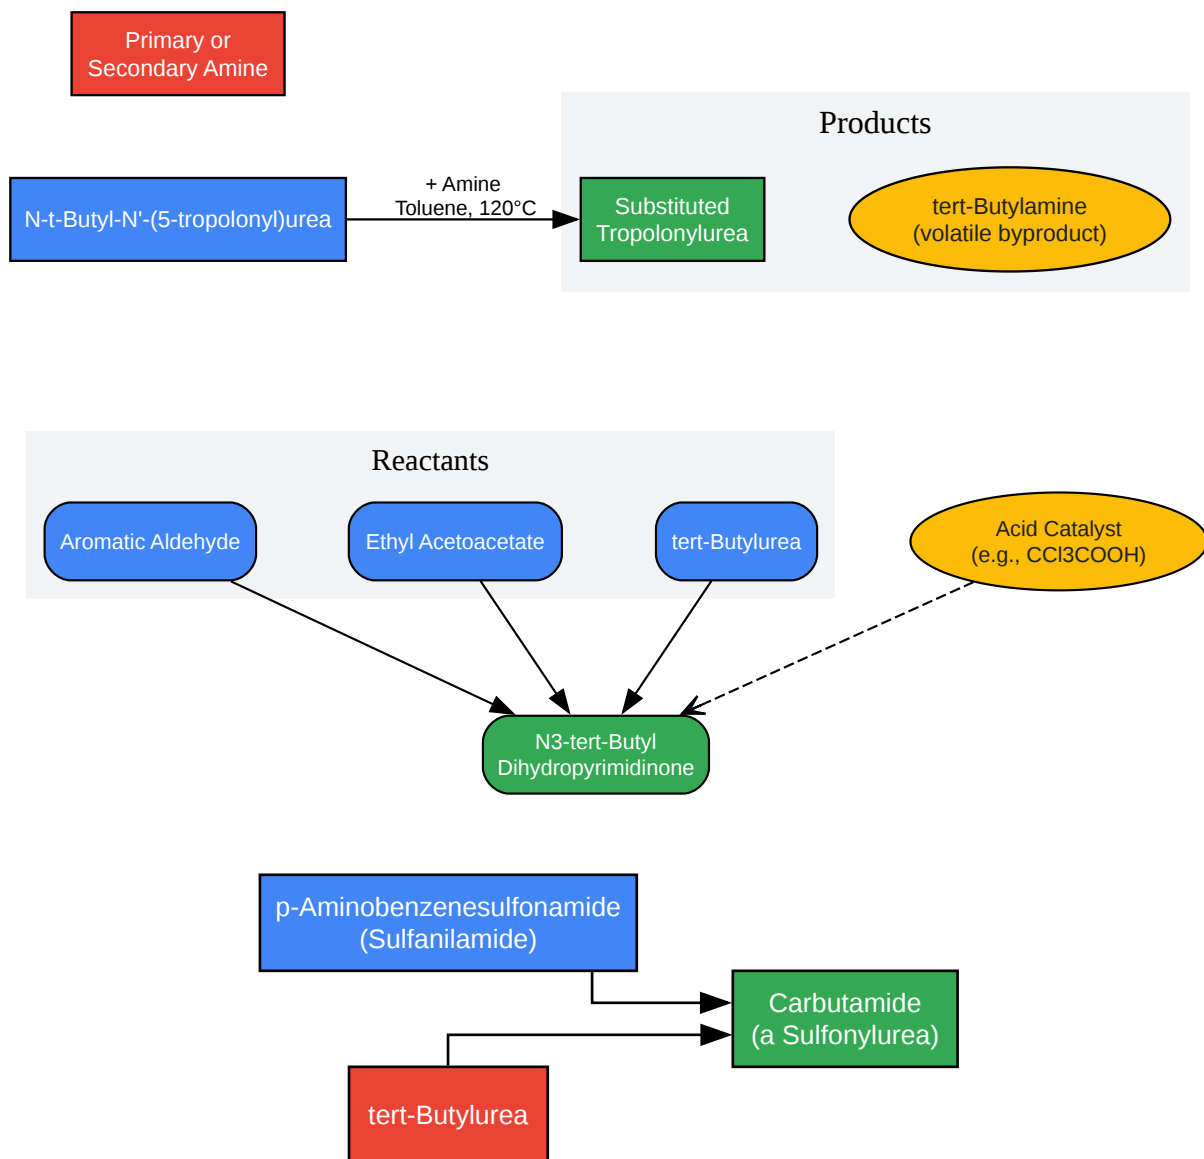 Primary or
Secondary Amine
Products
N-t-Butyl-N'-(5-tropolonyl)urea
+ Amine
Toluene, 120°C
Substituted
Tropolonylurea
tert-Butylamine
(volatile byproduct)
Reactants
Aromatic Aldehyde
Ethyl Acetoacetate
tert-Butylurea
Acid Catalyst
(e.g., CCl3COOH)
N3-tert-Butyl
Dihydropyrimidinone
p-Aminobenzenesulfonamide
(Sulfanilamide)
Carbutamide
(a Sulfonylurea)
tert-Butylurea